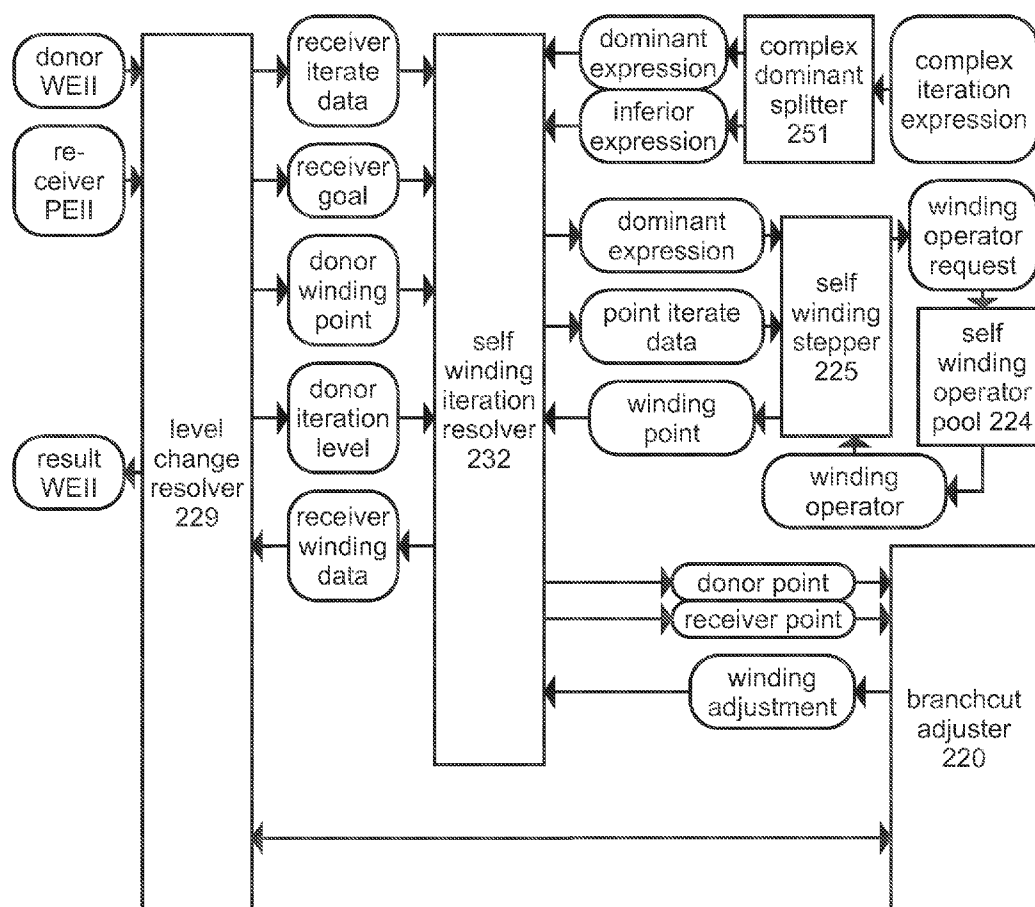 donor
WEII
re-
ceiver
PEII
result
WEII
level
change
resolver
229
receiver
iterate
data
receiver
goal
donor
winding
point
donor
iteration
level
receiver
winding
data
self
winding
iteration
resolver
232
dominant
expression
inferior
expression
complex
dominant
splitter
251
complex
iteration
expression
dominant
expression
point iterate
data
winding
point
self
winding
stepper
225
winding
operator
request
self
winding
operator
pool 224
winding
operator
donor point
receiver point
winding
adjustment
branchcut
adjuster
220